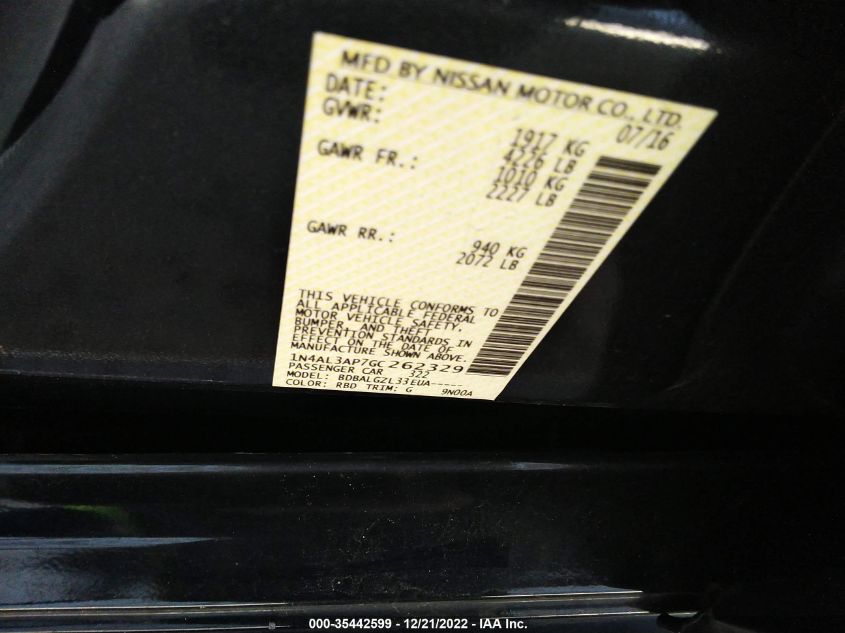 MFD BY NISSAN MOTOR CO., LTD.
DATE: 07/16
GVWR: 1917 KG
4226 LB
GAWR FR.: 1010 KG
2227 LB
GAWR RR.: 940 KG
2072 LB
THIS VEHICLE CONFORMS TO
ALL APPLICABLE FEDERAL
MOTOR VEHICLE SAFETY,
BUMPER, AND THEFT
PREVENTION STANDARDS IN
EFFECT ON THE DATE OF
MANUFACTURE SHOWN ABOVE.
1N4AL3AP7GC262329
PASSENGER CAR 322
MODEL: BDBALGZL33EUA-----
COLOR: RBD TRIM: G 9N00A
000-35442599 — 12/21/2022 - IAA Inc.